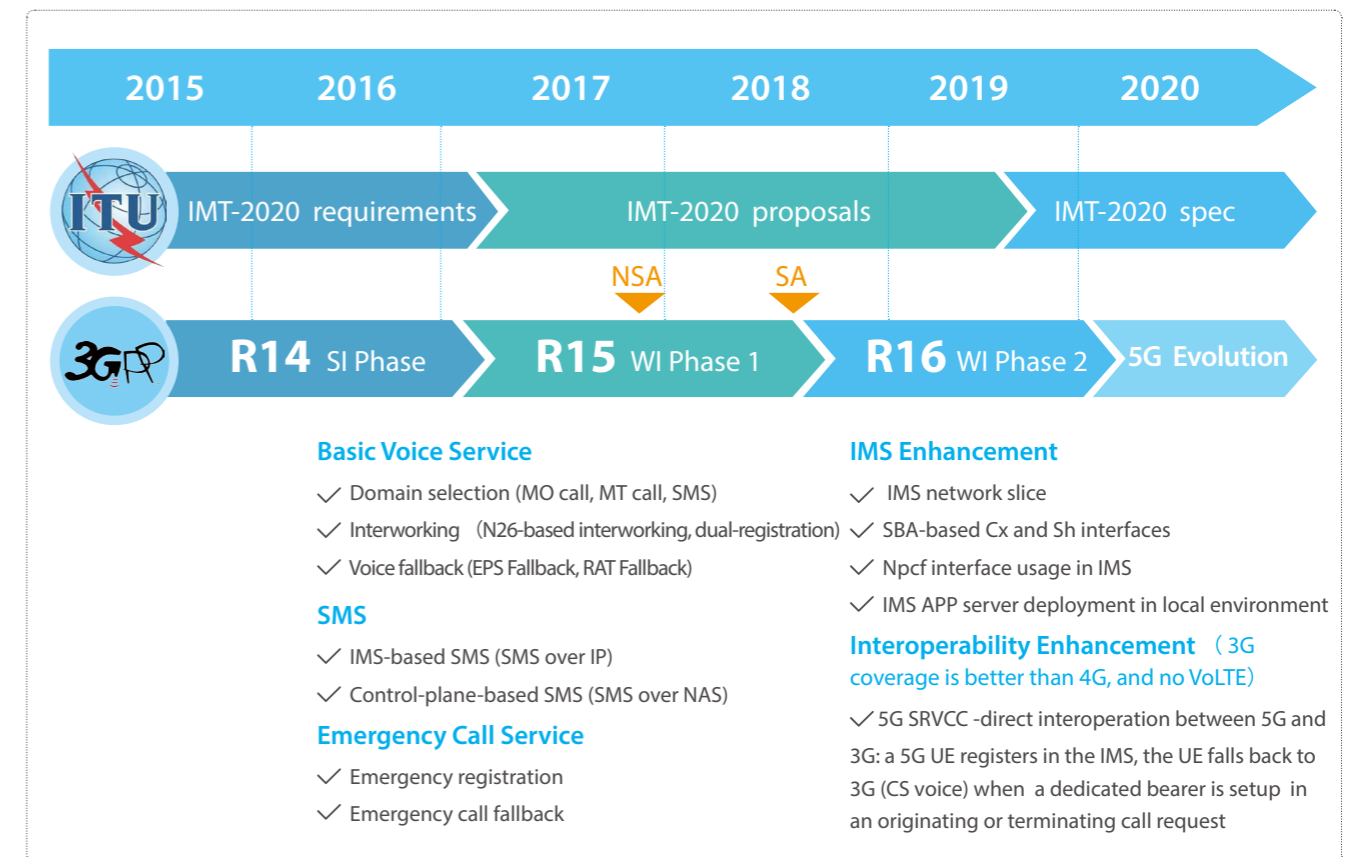 2015 2016 2017 2018 2019 2020
ITU
IMT-2020 requirements
IMT-2020 proposals
IMT-2020 spec
NSA
SA
3GPP
R14 SI Phase
R15 WI Phase 1
R16 WI Phase 2
5G Evolution
Basic Voice Service
✓ Domain selection (MO call, MT call, SMS)
✓ Interworking （N26-based interworking, dual-registration)
✓ Voice fallback (EPS Fallback, RAT Fallback)
SMS
✓ IMS-based SMS (SMS over IP)
✓ Control-plane-based SMS (SMS over NAS)
Emergency Call Service
✓ Emergency registration
✓ Emergency call fallback
IMS Enhancement
✓ IMS network slice
✓ SBA-based Cx and Sh interfaces
✓ Npcf interface usage in IMS
✓ IMS APP server deployment in local environment
Interoperability Enhancement （ 3G
coverage is better than 4G, and no VoLTE）
✓ 5G SRVCC -direct interoperation between 5G and
3G: a 5G UE registers in the IMS, the UE falls back to
3G (CS voice) when a dedicated bearer is setup in
an originating or terminating call request